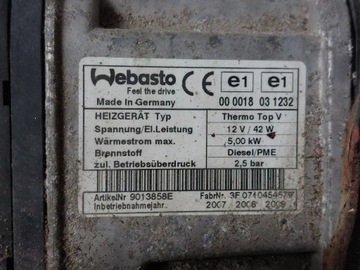 Webasto CE e1 e1
Feel the drive
Made in Germany 00 0018 03 1232
HEIZGERÄT Typ Thermo Top V
Spannung/El.Leistung 12 V / 42 W
Wärmestrom max. 5,00 kW
Brennstoff Diesel/PME
zul. Betriebsüberdruck 2,5 bar
ArtikelNr 9013858E FabrNr.
Inbetriebnahmejahr. 2007 2008 2009